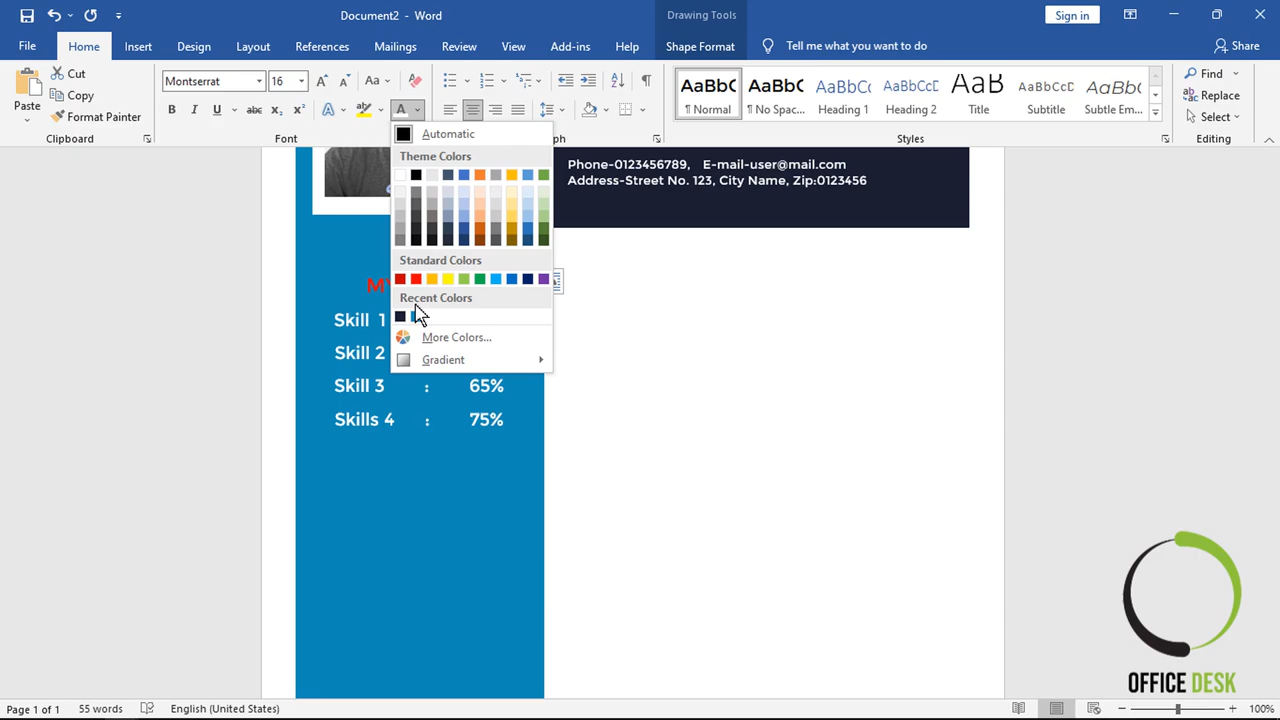 Document2 - Word
Drawing Tools
Sign in
File
Home
Insert
Design
Layout
References
Mailings
Review
View
Add-ins
Help
Shape Format
Tell me what you want to do
Share
Paste
Cut
Copy
Format Painter
Clipboard
Montserrat
16
Font
AaBbC
¶ Normal
AaBbC
¶ No Spac...
AaBbC
Heading 1
AaBbCc
Heading 2
AaB
Title
AaBbCcC
Subtitle
AaBbCcD
Subtle Em...
Styles
Find
Replace
Select
Editing
Automatic
Theme Colors
Standard Colors
Recent Colors
More Colors...
Gradient
Phone-0123456789, E-mail-user@mail.com
Address-Street No. 123, City Name, Zip:0123456
Skill 1
Skill 2
Skill 3 : 65%
Skills 4 : 75%
OFFICE DESK
Page 1 of 1
55 words
English (United States)
100%